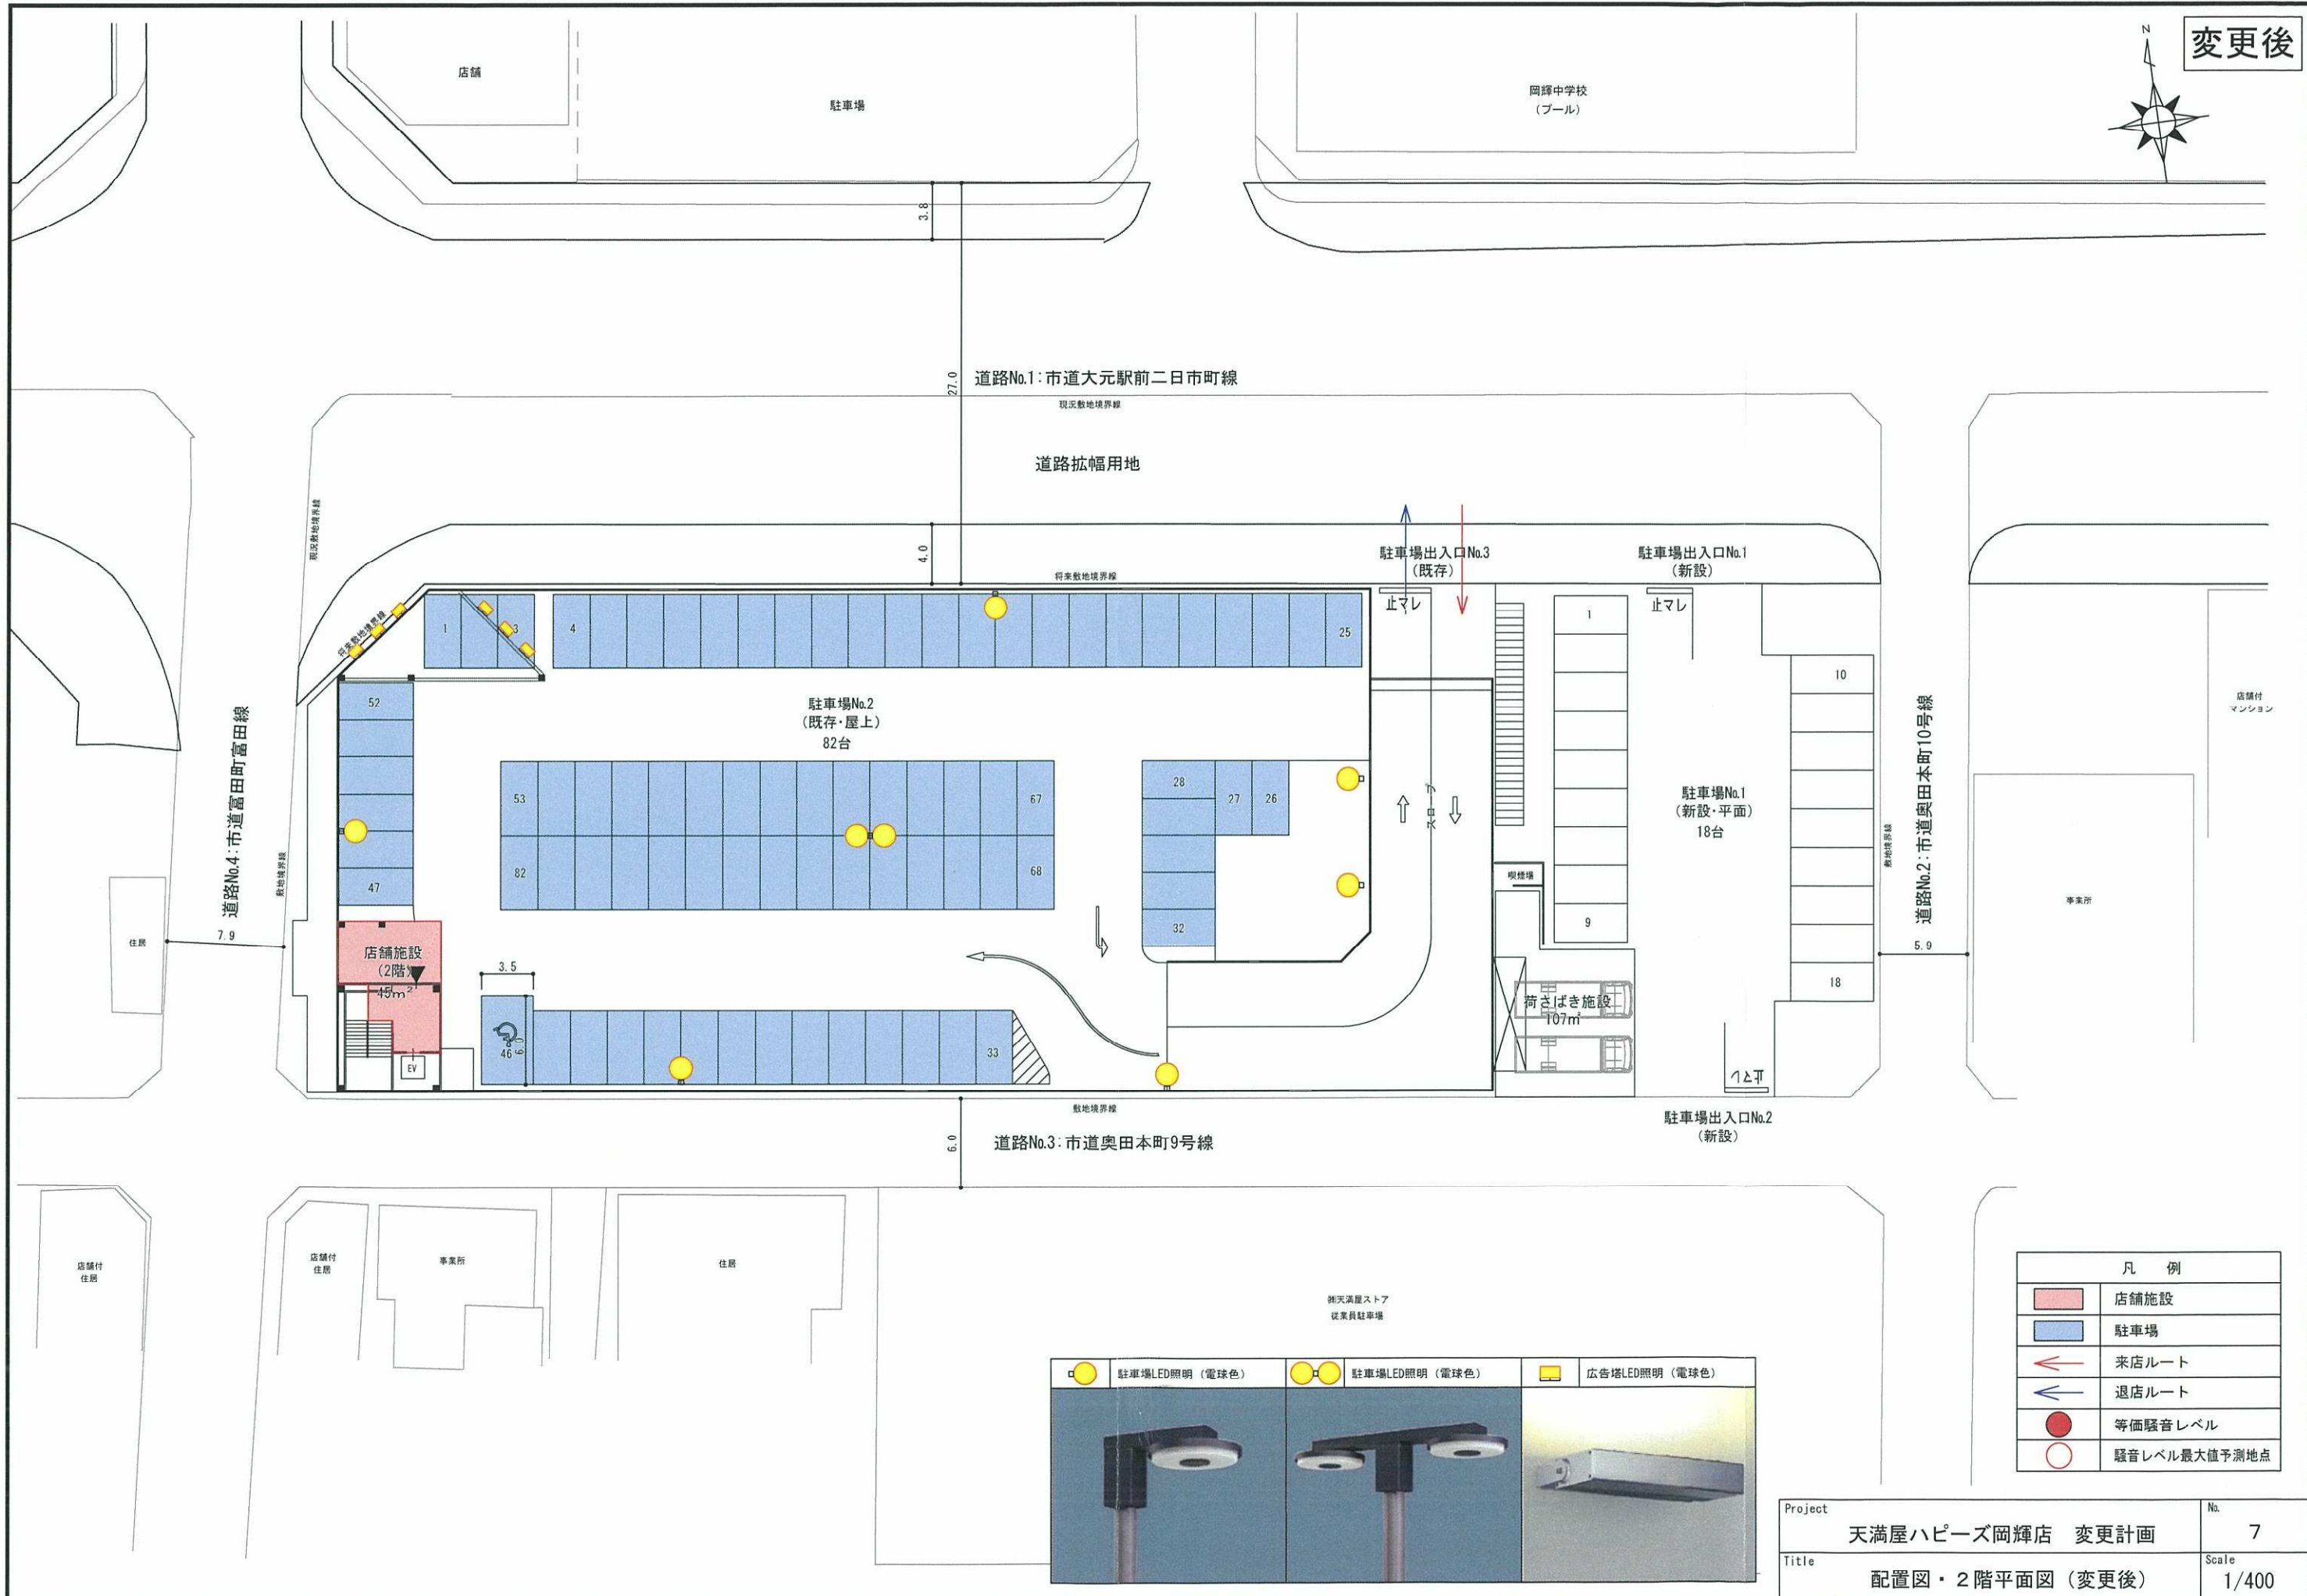 変更後
N
店舗
駐車場
岡輝中学校
(プール)
3.8
27.0
道路No.1:市道大元駅前二日市町線
現況敷地境界線
道路拡幅用地
現況敷地境界線
4.0
将来敷地境界線
駐車場出入口No.3
(既存)
駐車場出入口No.1
(新設)
止マレ
止マレ
将来敷地境界線
1
3
4
25
1
10
52
駐車場No.2
(既存・屋上)
82台
店舗付
マンション
道路No.4:市道富田町富田線
道路No.2:市道奥田本町10号線
53
67
28
27
26
スロープ
駐車場No.1
(新設・平面)
18台
敷地境界線
敷地境界線
47
82
68
喫煙場
事業所
32
9
住居
7.9
5.9
店舗施設
(2階)
45m²
3.5
18
荷さばき施設
107㎡
46
6.0
33
EV
止マレ
敷地境界線
駐車場出入口No.2
(新設)
6.0
道路No.3:市道奥田本町9号線
店舗付
住居
店舗付
住居
事業所
住居
㈱天満屋ストア
従業員駐車場
凡 例
店舗施設
駐車場
来店ルート
退店ルート
等価騒音レベル
騒音レベル最大値予測地点
駐車場LED照明(電球色)
駐車場LED照明(電球色)
広告塔LED照明(電球色)
Project
天満屋ハピーズ岡輝店 変更計画
No.
7
Title
配置図・2階平面図(変更後)
Scale
1/400